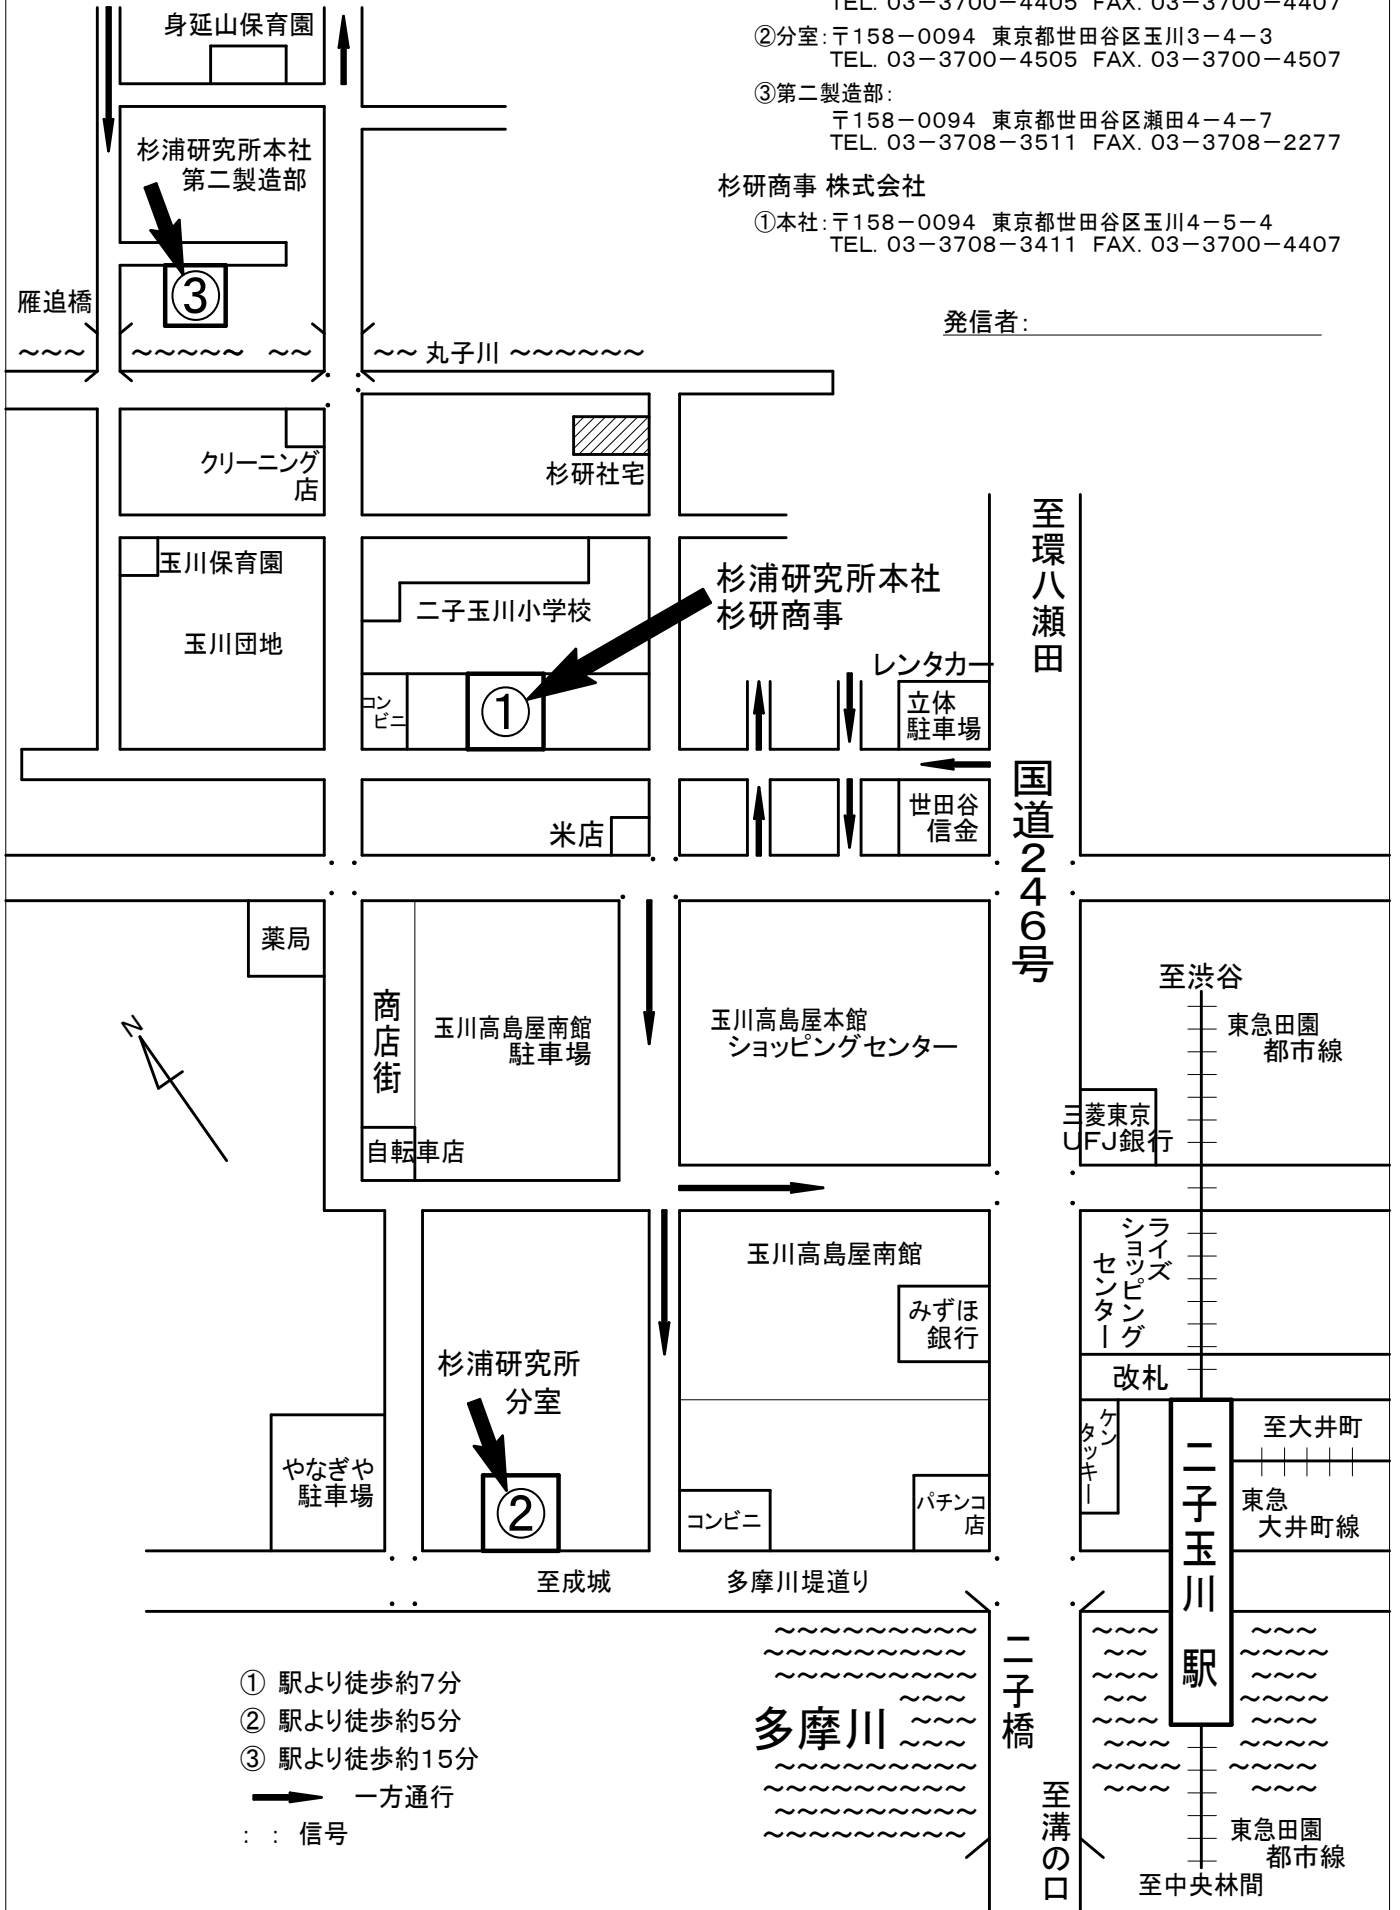 TEL. 03－3700－4405 FAX. 03－3700－4407
②分室：〒158－0094 東京都世田谷区玉川3－4－3
TEL. 03－3700－4505 FAX. 03－3700－4507
③第二製造部：
〒158－0094 東京都世田谷区瀬田4－4－7
TEL. 03－3708－3511 FAX. 03－3708－2277
杉研商事 株式会社
①本社：〒158－0094 東京都世田谷区玉川4－5－4
TEL. 03－3708－3411 FAX. 03－3700－4407
発信者：
身延山保育園
杉浦研究所本社
第二製造部
③
雁追橋
丸子川
クリーニング
店
杉研社宅
玉川保育園
玉川団地
二子玉川小学校
杉浦研究所本社
杉研商事
①
コン
ビニ
至環八瀬田
レンタカー
立体
駐車場
国道246号
世田谷
信金
米店
薬局
商店街
玉川高島屋南館
駐車場
自転車店
玉川高島屋本館
ショッピングセンター
N
至渋谷
東急田園
都市線
三菱東京
UFJ銀行
玉川高島屋南館
みずほ
銀行
ライズ
ショッピング
センター
改札
ケン
タッキー
杉浦研究所
分室
②
やなぎや
駐車場
コンビニ
パチンコ
店
二子玉川 駅
至大井町
東急
大井町線
至成城
多摩川堤道り
二子橋
多摩川
至溝の口
東急田園
都市線
至中央林間
① 駅より徒歩約7分
② 駅より徒歩約5分
③ 駅より徒歩約15分
一方通行
： ： 信号